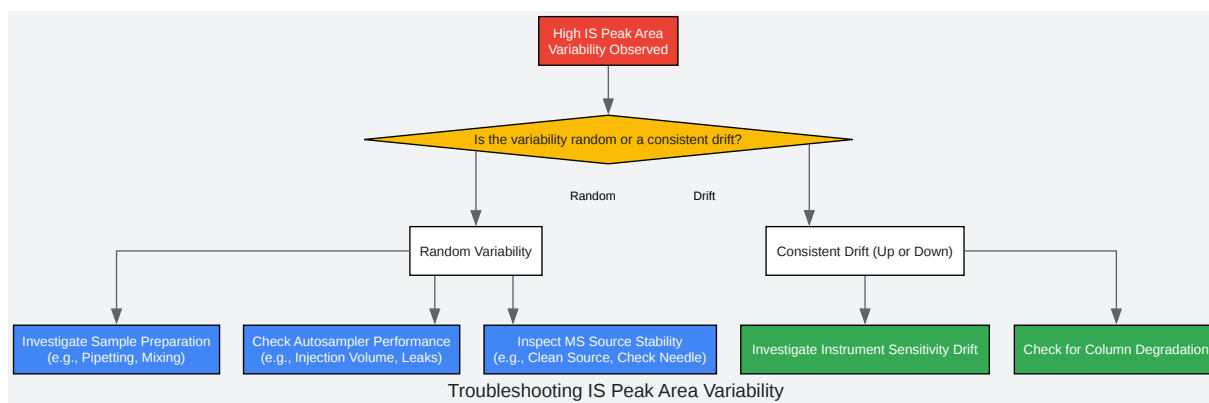 High IS Peak Area
Variability Observed
Is the variability random or a consistent drift?
Random
Drift
Random Variability
Consistent Drift (Up or Down)
Investigate Sample Preparation
(e.g., Pipetting, Mixing)
Check Autosampler Performance
(e.g., Injection Volume, Leaks)
Inspect MS Source Stability
(e.g., Clean Source, Check Needle)
Investigate Instrument Sensitivity Drift
Check for Column Degradation
Troubleshooting IS Peak Area Variability